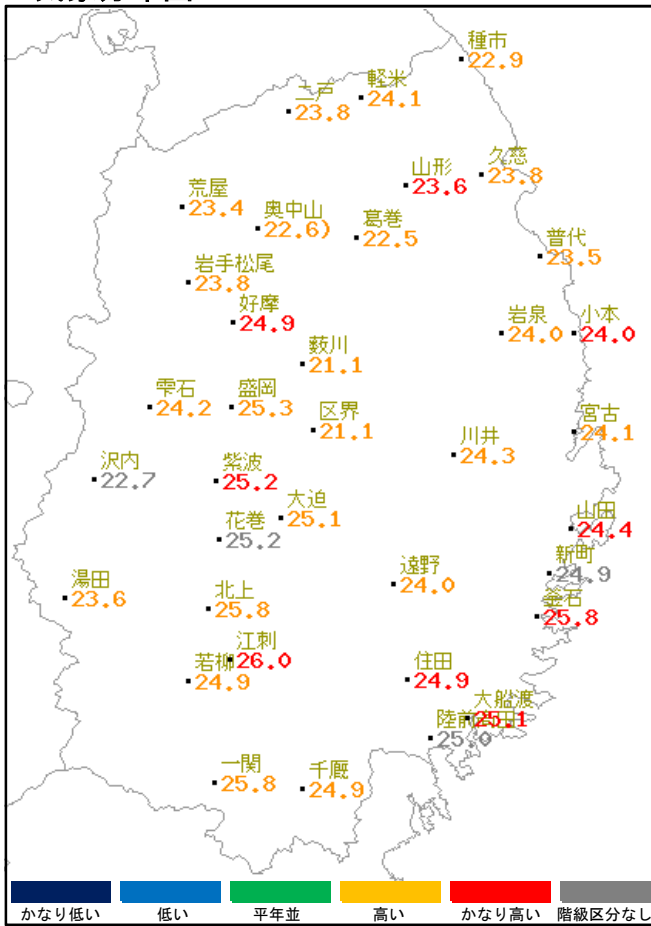 種市
22.9
軽米
24.1
二戸
23.8
久慈
23.8
山形
23.6
荒屋
23.4
奥中山
22.6)
葛巻
22.5
普代
23.5
岩手松尾
23.8
好摩
24.9
岩泉
24.0
小本
24.0
薮川
21.1
雫石
24.2
盛岡
25.3
区界
21.1
宮古
24.1
川井
24.3
沢内
22.7
紫波
25.2
大迫
25.1
花巻
25.2
山田
24.4
新町
24.9
遠野
24.0
湯田
23.6
北上
25.8
釜石
25.8
江刺
26.0
若柳
24.9
住田
24.9
大船渡
25.1
陸前高田
25.0
一関
25.8
千厩
24.9
かなり低い 低い 平年並 高い かなり高い 階級区分なし